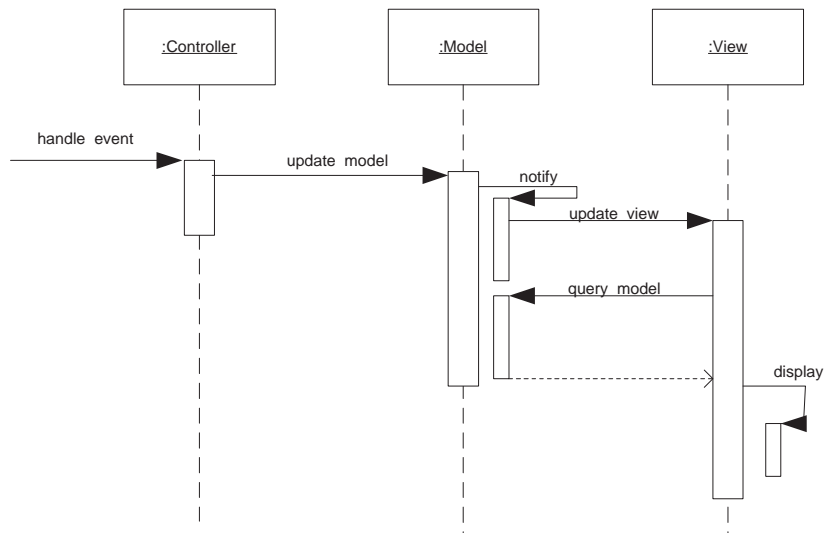 :Controller
:Model
:View
handle event
update model
notify
update view
query model
display